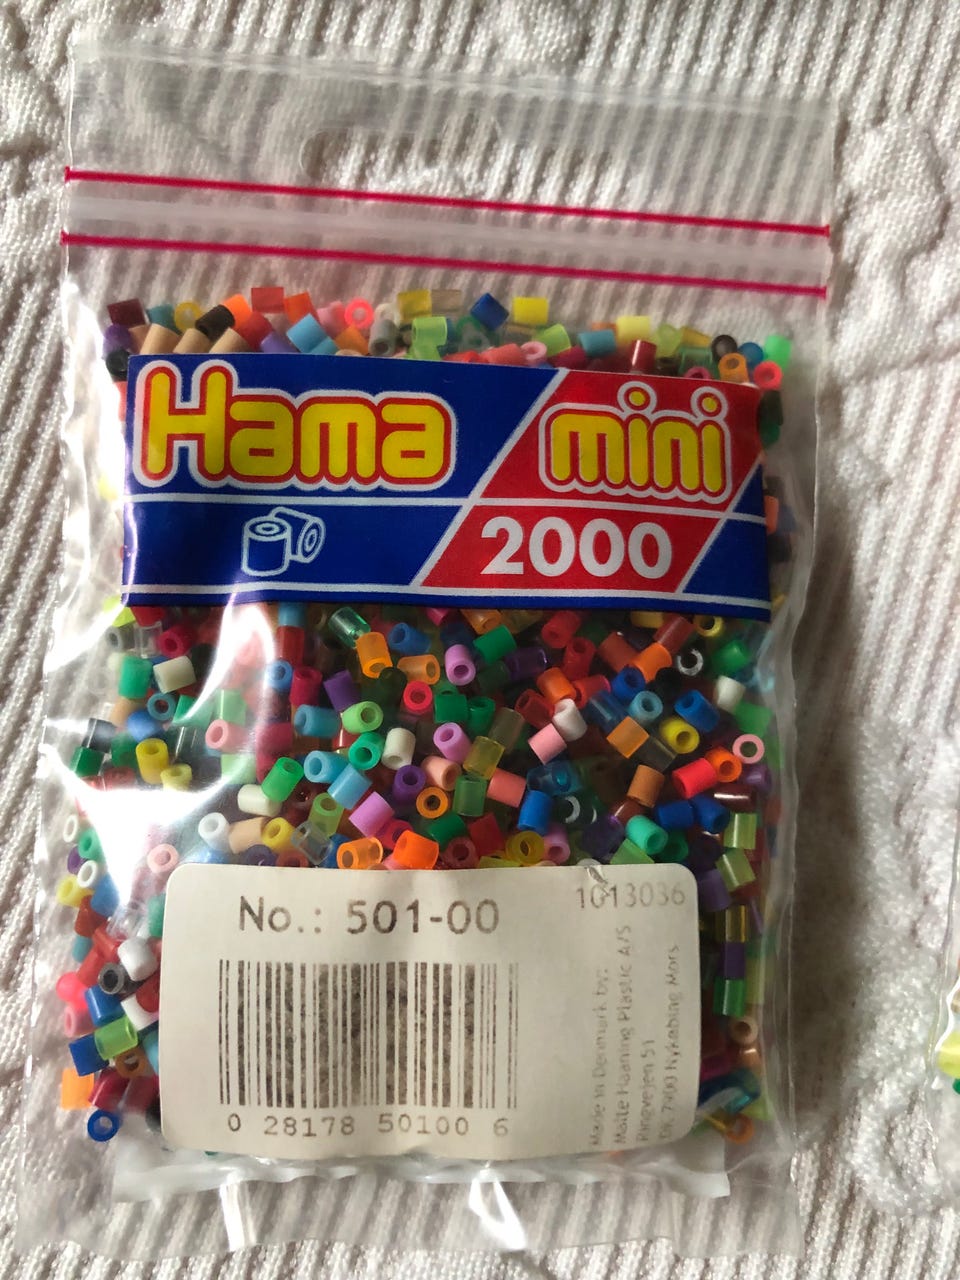 Hama mini
2000
No.: 501-00
1013036
0 28178 50100 6
Made in Denmark by:
Malte Haaning Plastic A/S
Ringvejen 51
DK 7900 Nykøbing Mors